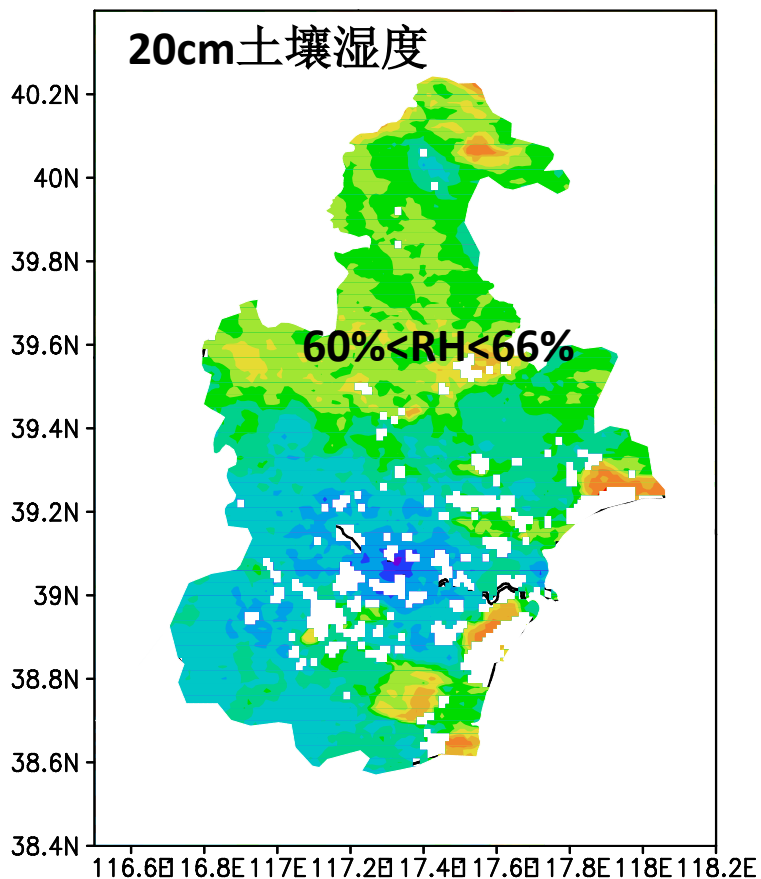 20cm土壤湿度
40.2N
40N
39.8N
39.6N
60%<RH<66%
39.4N
39.2N
39N
38.8N
38.6N
38.4N
116.6E 116.8E 117E 117.2E 117.4E 117.6E 117.8E 118E 118.2E